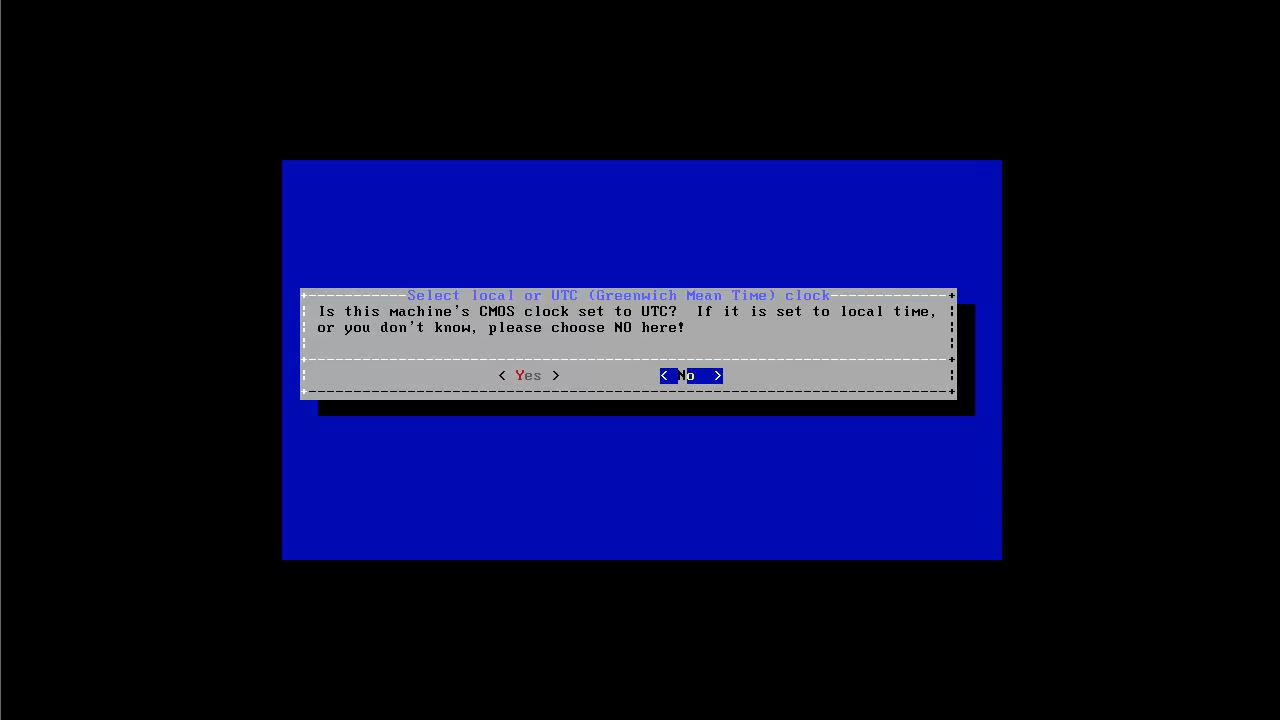 Select local or UTC (Greenwich Mean Time) clock
Is this machine's CMOS clock set to UTC?  If it is set to local time,
or you don't know, please choose NO here!
< Yes > < No >